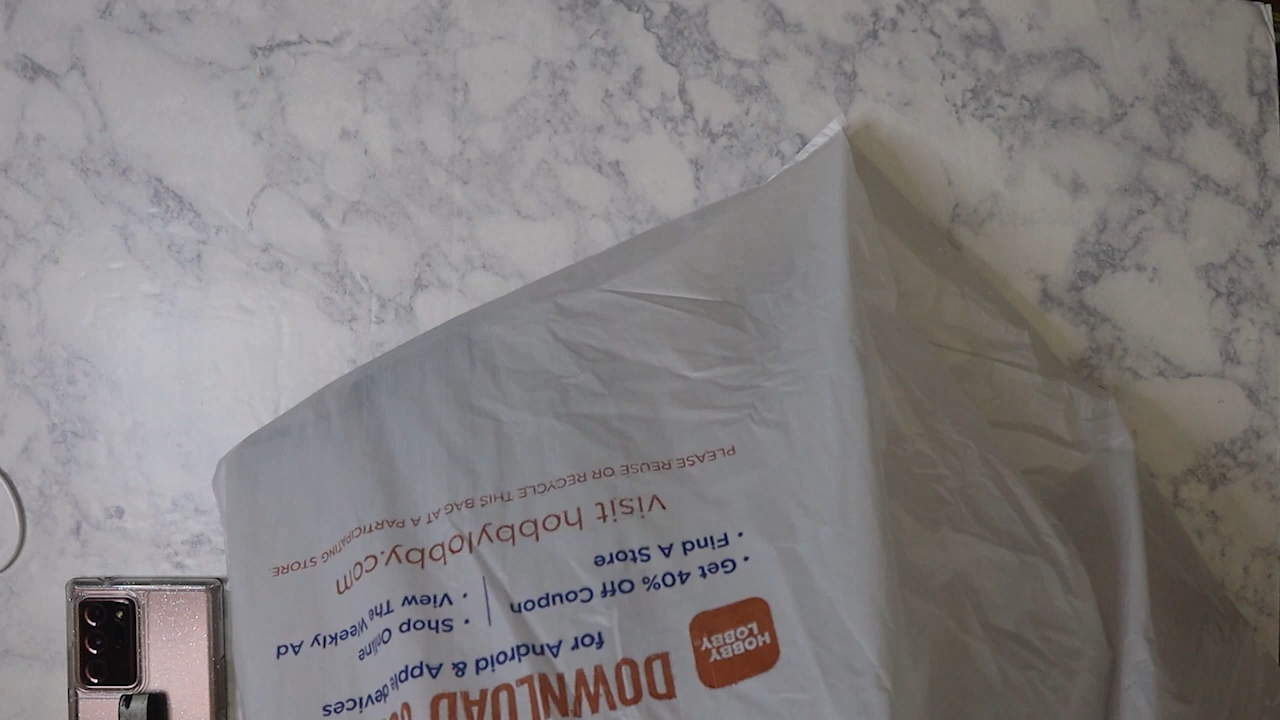 HOBBY
LOBBY
DOWNLOAD
for Android & Apple devices
• Get 40% Off Coupon
• Find A Store
• Shop Online
• View The Weekly Ad
visit hobbylobby.com
PLEASE REUSE OR RECYCLE THIS BAG AT A PARTICIPATING STORE.